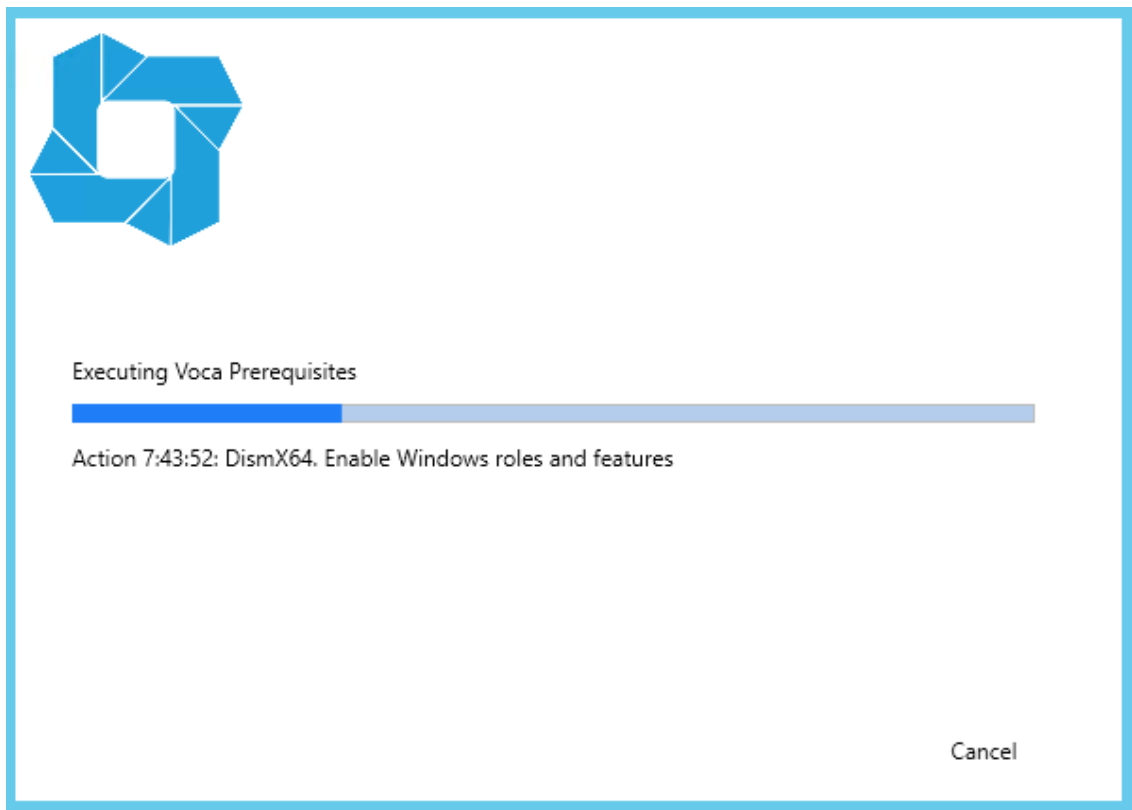 Executing Voca Prerequisites
Action 7:43:52: DismX64. Enable Windows roles and features
Cancel